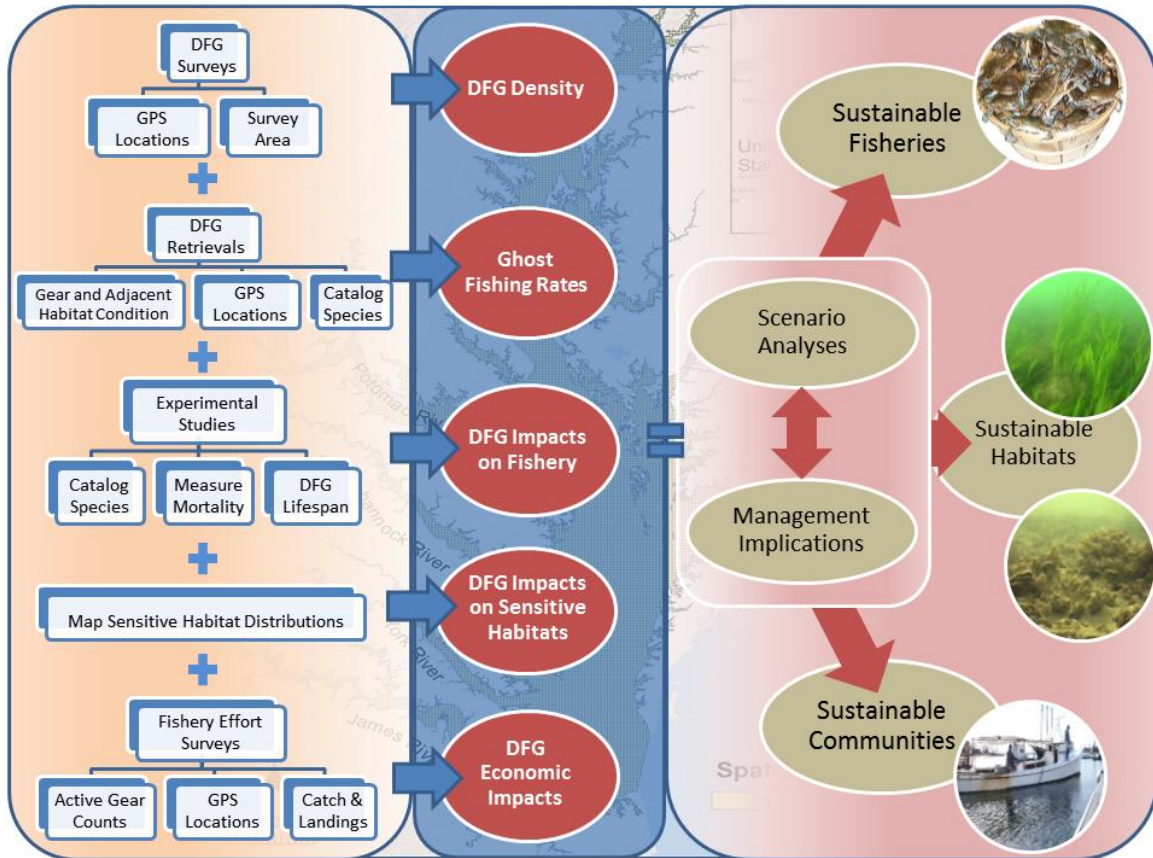 DFG
Surveys
GPS
Locations
Survey
Area
DFG
Retrievals
Gear and Adjacent
Habitat Condition
GPS
Locations
Catalog
Species
Experimental
Studies
Catalog
Species
Measure
Mortality
DFG
Lifespan
Map Sensitive Habitat Distributions
Fishery Effort
Surveys
Active Gear
Counts
GPS
Locations
Catch &
Landings
DFG Density
Ghost
Fishing Rates
DFG Impacts
on Fishery
DFG Impacts
on Sensitive
Habitats
DFG
Economic
Impacts
James River
Sustainable
Fisheries
Scenario
Analyses
Management
Implications
Sustainable
Habitats
Sustainable
Communities